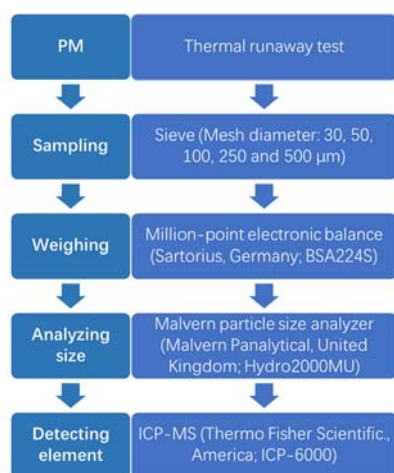 PM
Thermal runaway test
Sampling
Sieve (Mesh diameter: 30, 50,
100, 250 and 500 μm)
Weighing
Million-point electronic balance
(Sartorius, Germany; BSA224S)
Analyzing
size
Malvern particle size analyzer
(Malvern Panalytical, United
Kingdom; Hydro2000MU)
Detecting
element
ICP-MS (Thermo Fisher Scientific.,
America; ICP-6000)